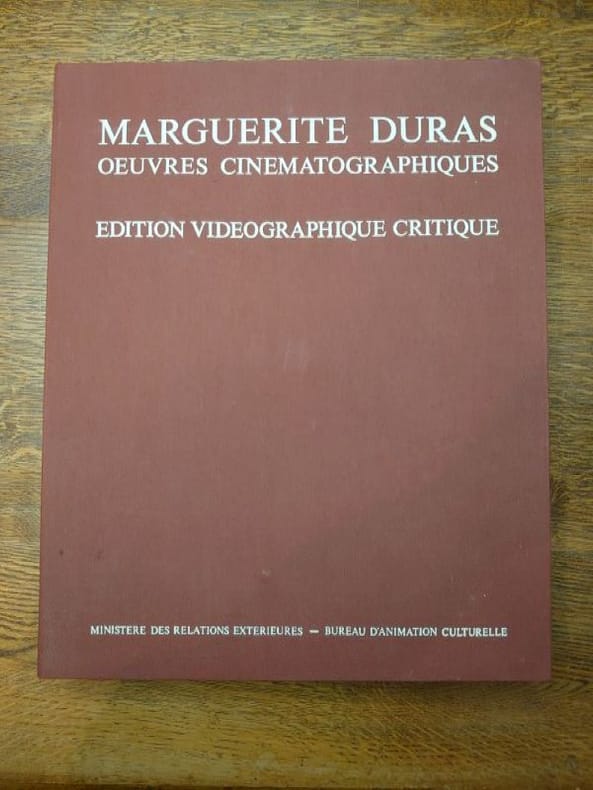 MARGUERITE DURAS
OEUVRES CINEMATOGRAPHIQUES
EDITION VIDEOGRAPHIQUE CRITIQUE
MINISTERE DES RELATIONS EXTERIEURES — BUREAU D'ANIMATION CULTURELLE